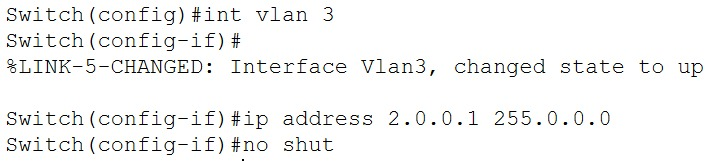 Switch(config)#int vlan 3
Switch(config-if)#
%LINK-5-CHANGED: Interface Vlan3, changed state to up
Switch(config-if)#ip address 2.0.0.1 255.0.0.0
Switch(config-if)#no shut